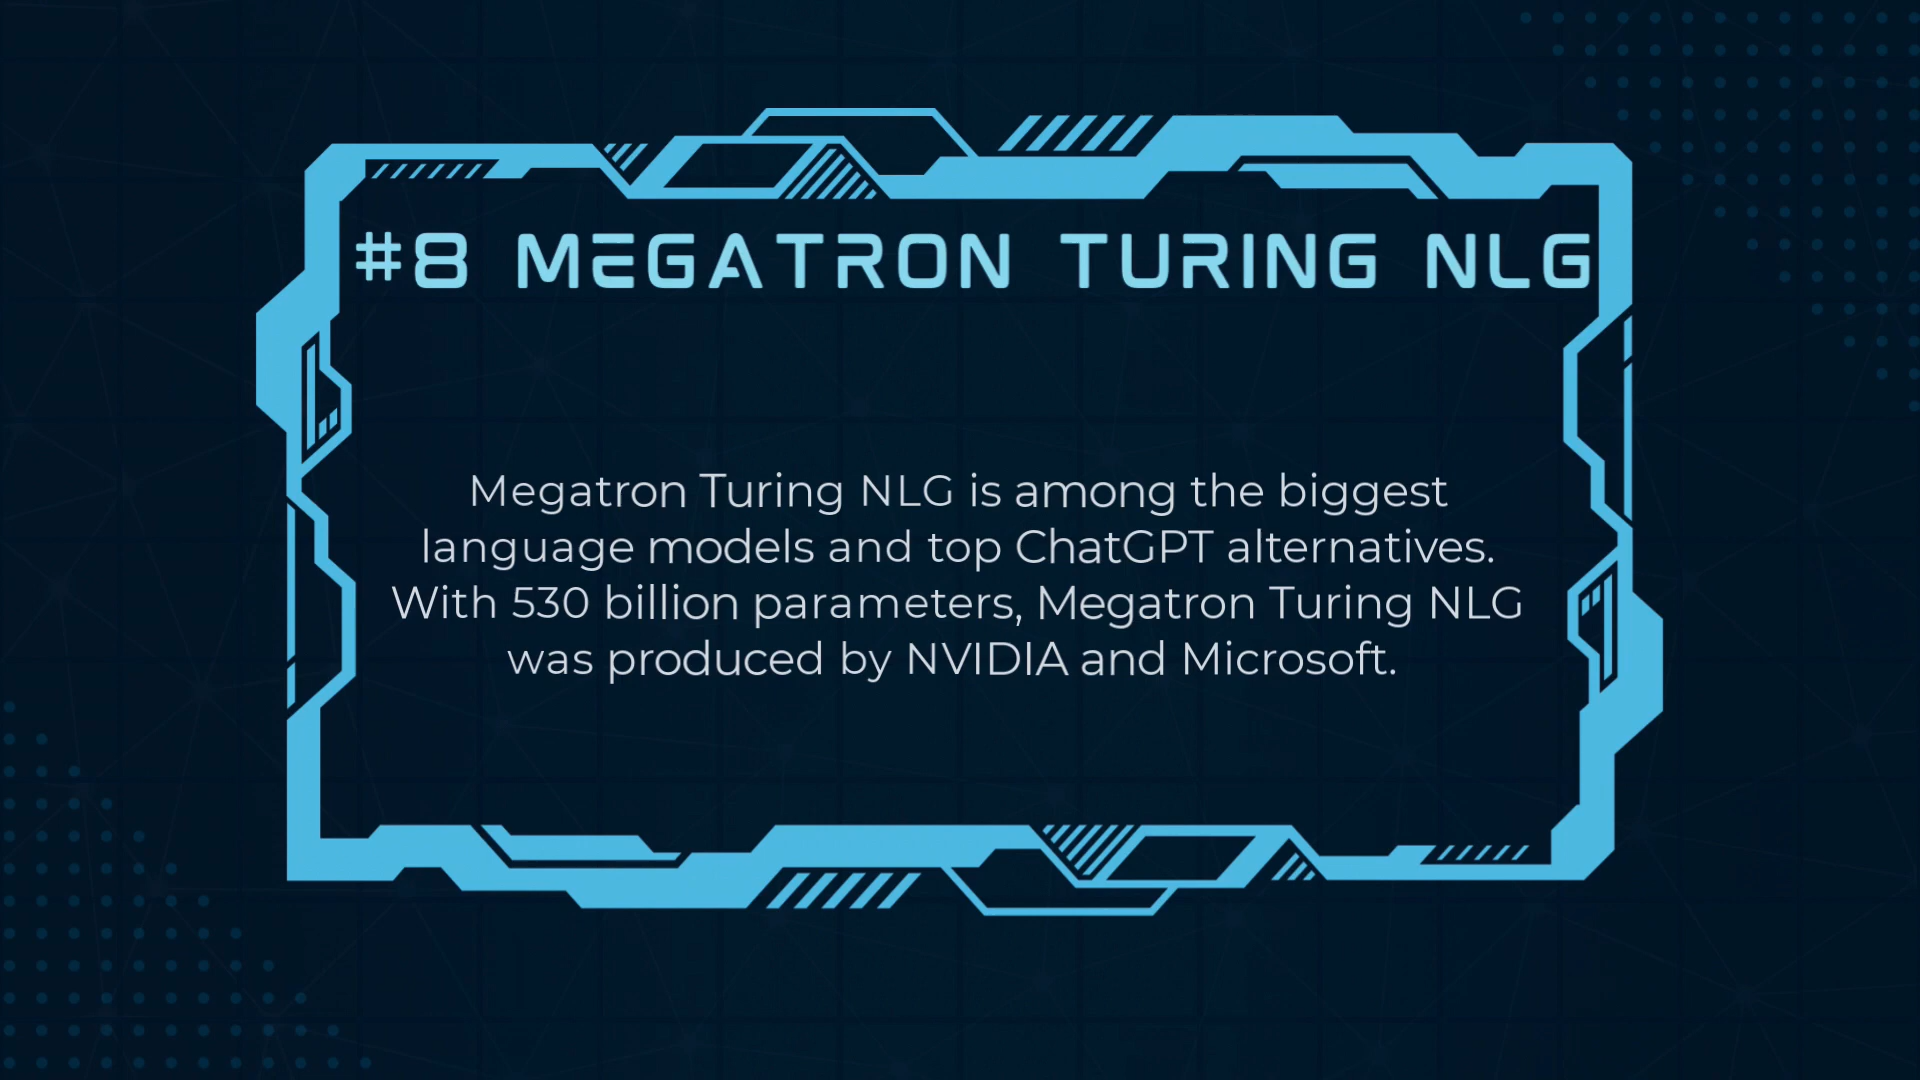 #8 MEGATRON TURING NLG
Megatron Turing NLG is among the biggest
language models and top ChatGPT alternatives.
With 530 billion parameters, Megatron Turing NLG
was produced by NVIDIA and Microsoft.